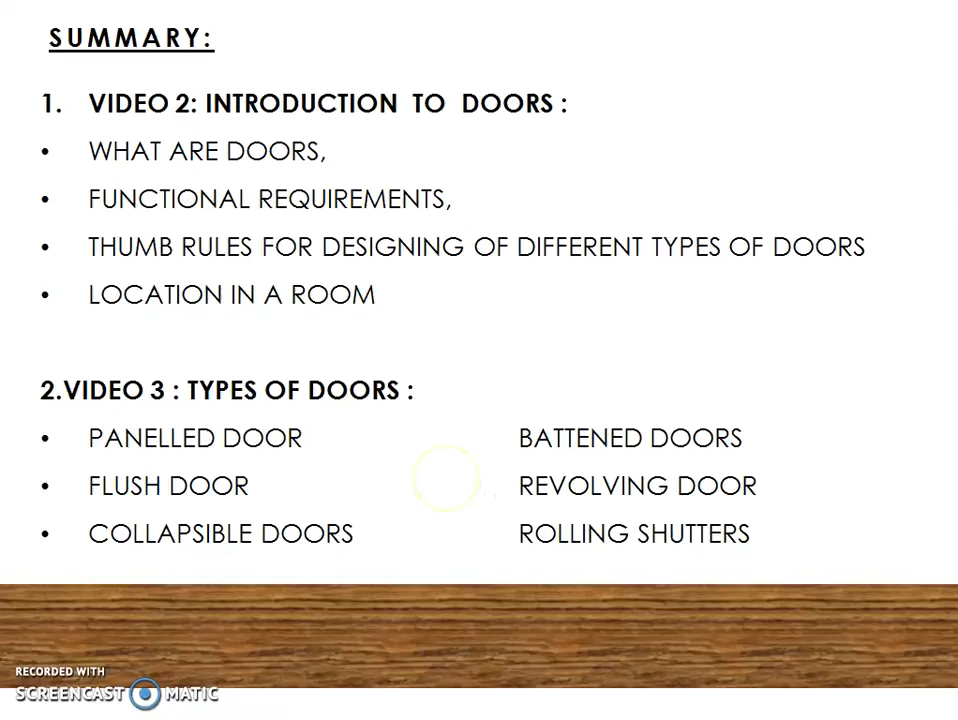 SUMMARY:
1. VIDEO 2: INTRODUCTION TO DOORS :
• WHAT ARE DOORS,
• FUNCTIONAL REQUIREMENTS,
• THUMB RULES FOR DESIGNING OF DIFFERENT TYPES OF DOORS
• LOCATION IN A ROOM
2.VIDEO 3 : TYPES OF DOORS :
• PANELLED DOOR BATTENED DOORS
• FLUSH DOOR REVOLVING DOOR
• COLLAPSIBLE DOORS ROLLING SHUTTERS
RECORDED WITH
SCREENCAST MATIC